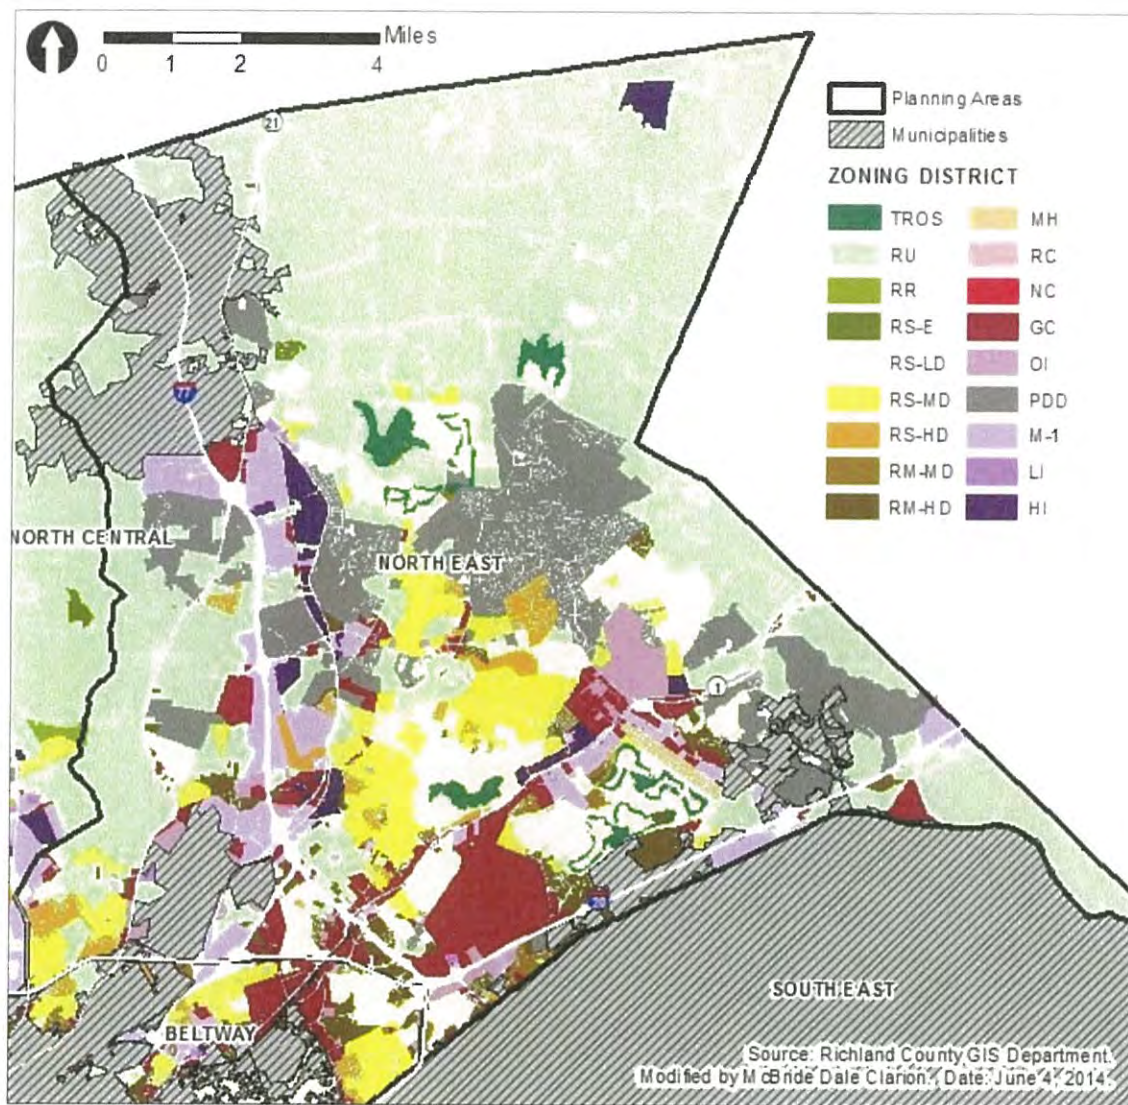 Miles
0 1 2 4
21
Planning Areas
Municipalities
ZONING DISTRICT
TROS MH
RU RC
RR NC
RS-E GC
RS-LD OI
RS-MD PDD
RS-HD M-1
RM-MD LI
RM-HD HI
77
NORTH CENTRAL
NORTH EAST
1
20
SOUTH EAST
BELTWAY
Source: Richland County GIS Department.
Modified by McBride Dale Clarion. Date: June 4, 2014.